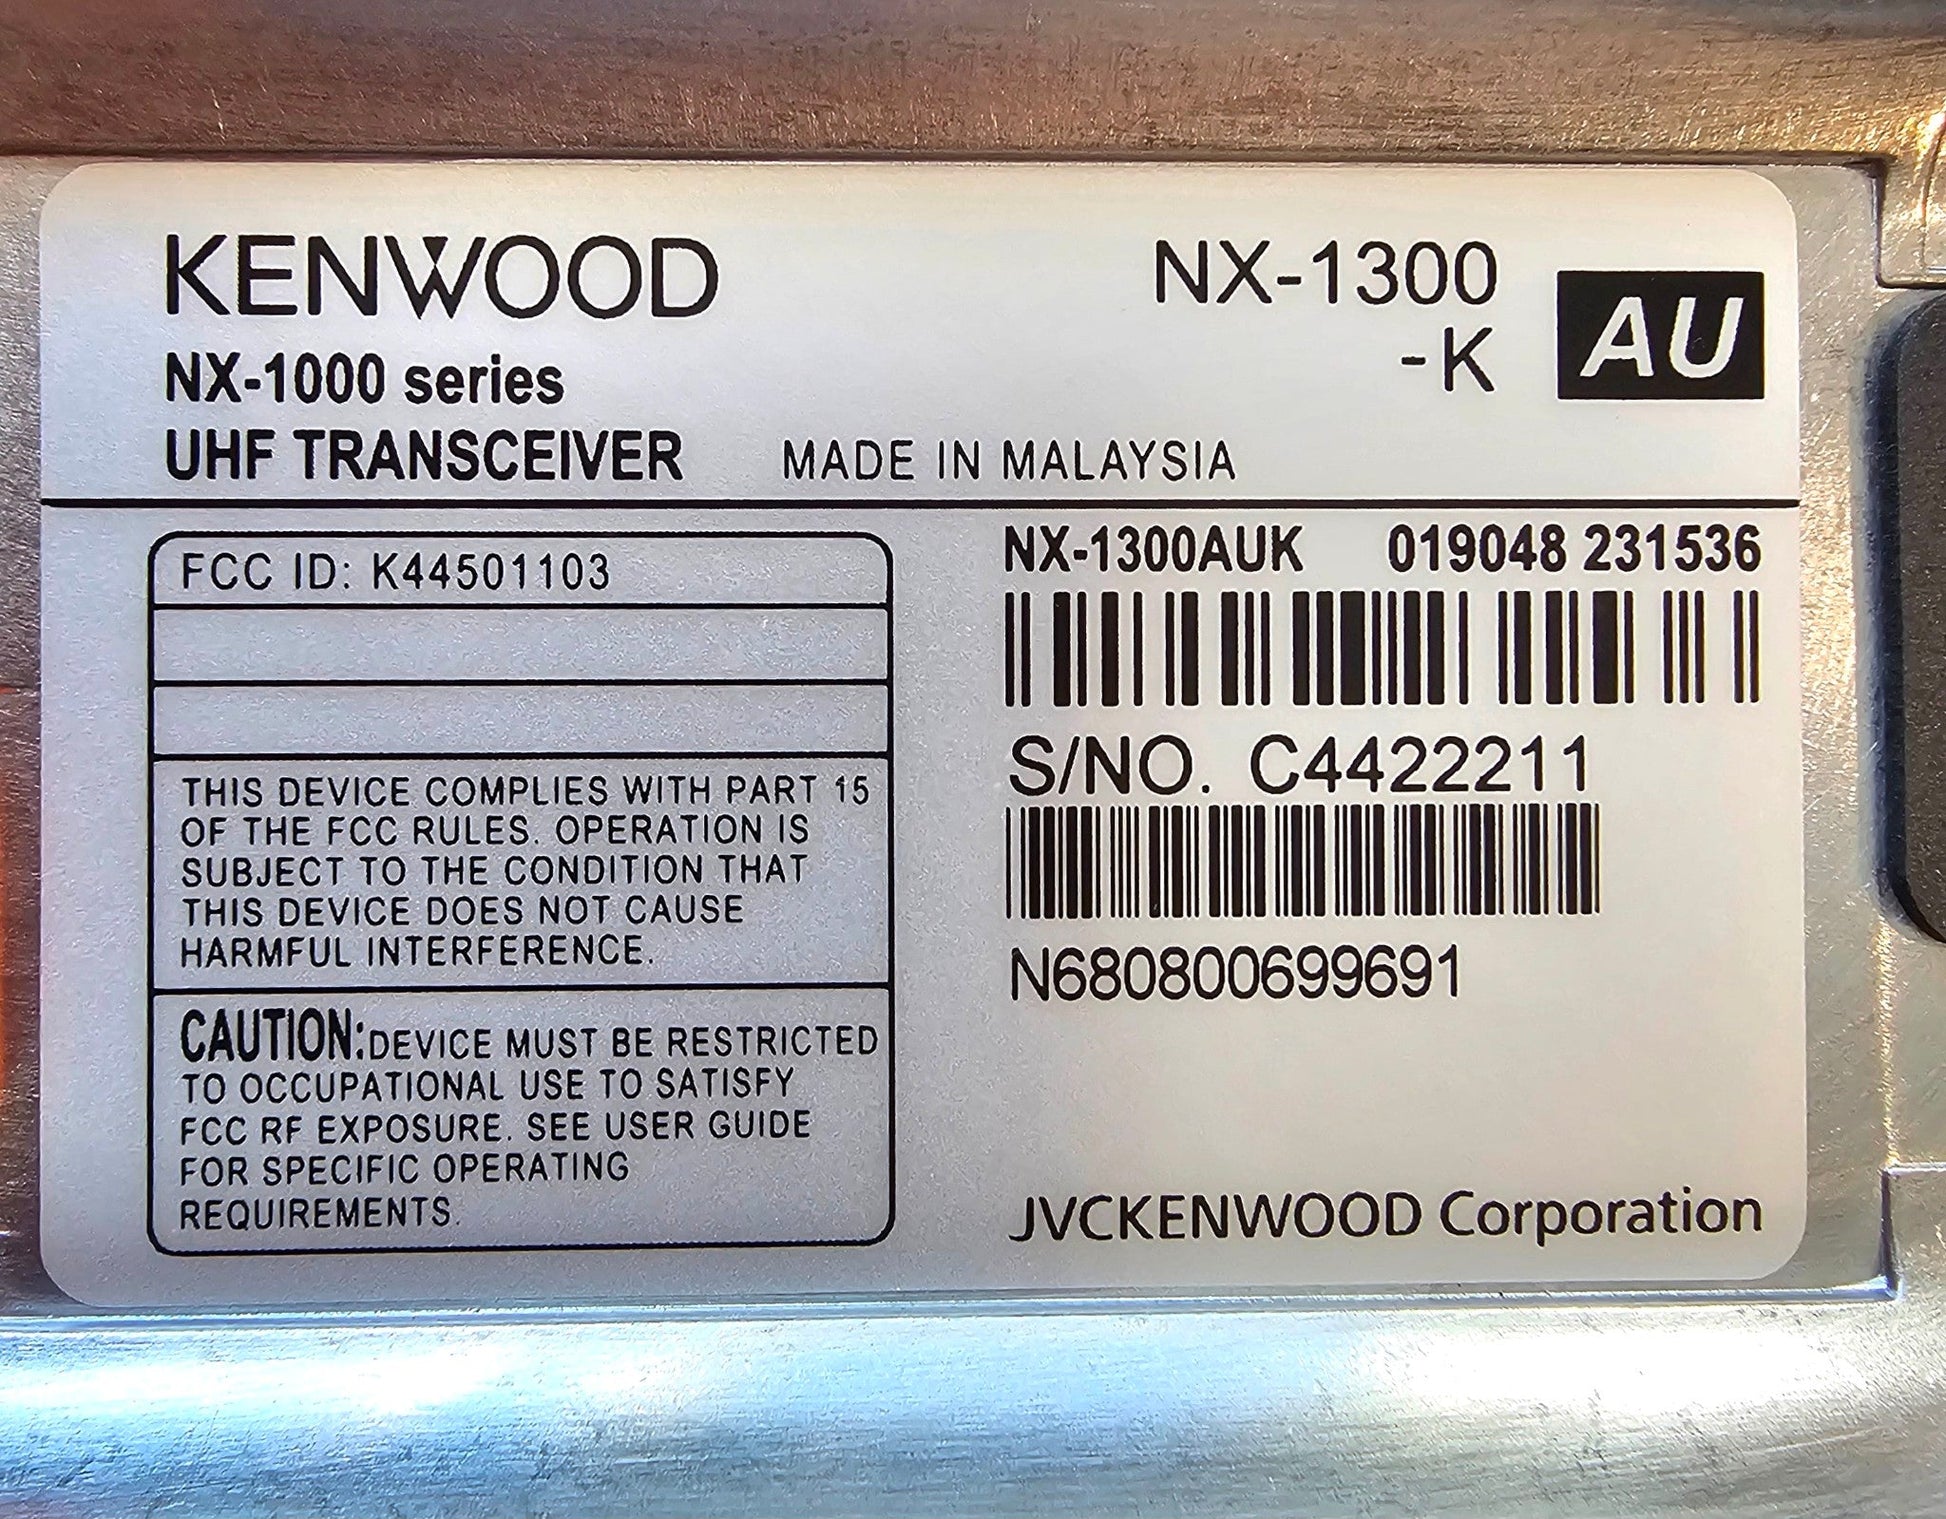 KENWOOD
NX-1300
-K
AU
NX-1000 series
UHF TRANSCEIVER
MADE IN MALAYSIA
FCC ID: K44501103
THIS DEVICE COMPLIES WITH PART 15
OF THE FCC RULES. OPERATION IS
SUBJECT TO THE CONDITION THAT
THIS DEVICE DOES NOT CAUSE
HARMFUL INTERFERENCE.
CAUTION:DEVICE MUST BE RESTRICTED
TO OCCUPATIONAL USE TO SATISFY
FCC RF EXPOSURE. SEE USER GUIDE
FOR SPECIFIC OPERATING
REQUIREMENTS.
NX-1300AUK 019048 231536
S/NO. C4422211
N680800699691
JVCKENWOOD Corporation